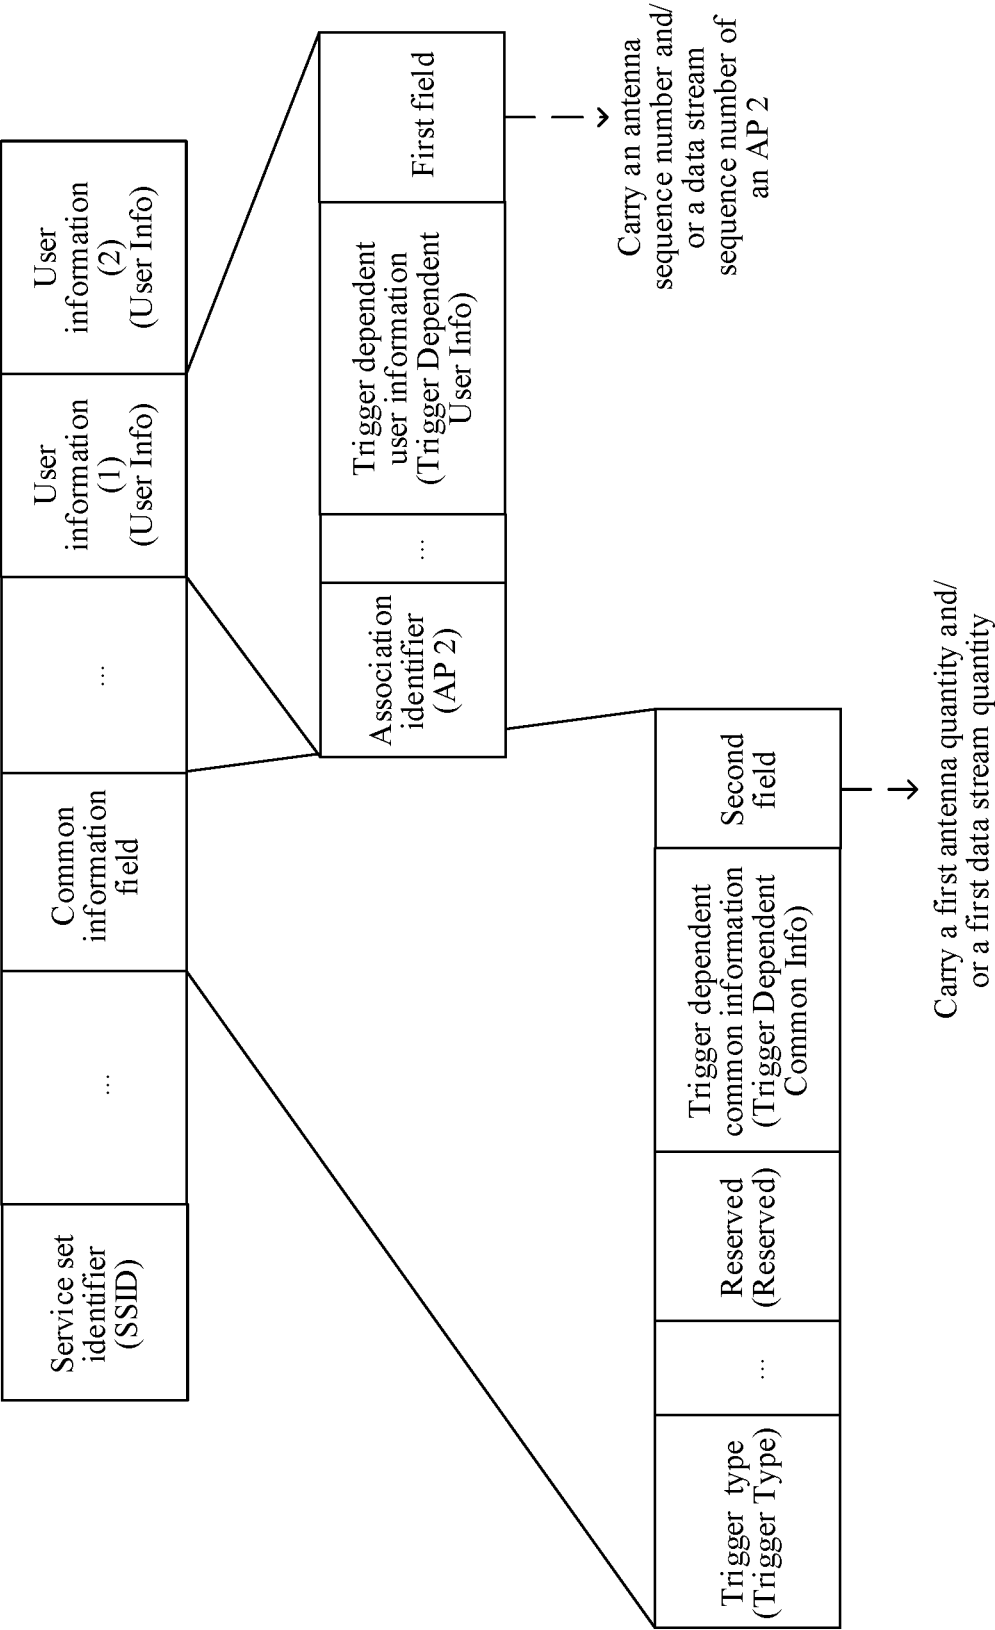 Service set
identifier
(SSID)
...
Common
information
field
...
User
information
(1)
(User Info)
User
information
(2)
(User Info)
Association
identifier
(AP 2)
...
Trigger dependent
user information
(Trigger Dependent
User Info)
First field
Carry an antenna
sequence number and/
or a data stream
sequence number of
an AP 2
Trigger type
(Trigger Type)
...
Reserved
(Reserved)
Trigger dependent
common information
(Trigger Dependent
Common Info)
Second
field
Carry a first antenna quantity and/
or a first data stream quantity